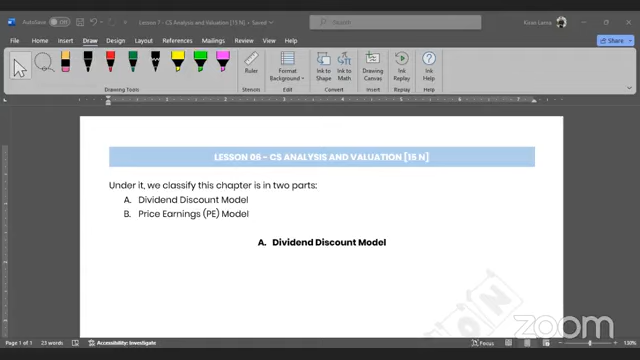 AutoSave Off Lesson 7 - CS Analysis and Valuation [15 N] • Saved Search Kiran Lama
File Home Insert Draw Design Layout References Mailings Review View Help Share
Ruler Format Background Ink to Shape Ink to Math Drawing Canvas Ink Replay Ink Help
Drawing Tools Stencils Edit Convert Insert Replay Help
LESSON 06 - CS ANALYSIS AND VALUATION [15 N]
Under it, we classify this chapter is in two parts:
A. Dividend Discount Model
B. Price Earnings (PE) Model
A. Dividend Discount Model
zoom
Page 1 of 1 23 words Accessibility: Investigate Focus 130%